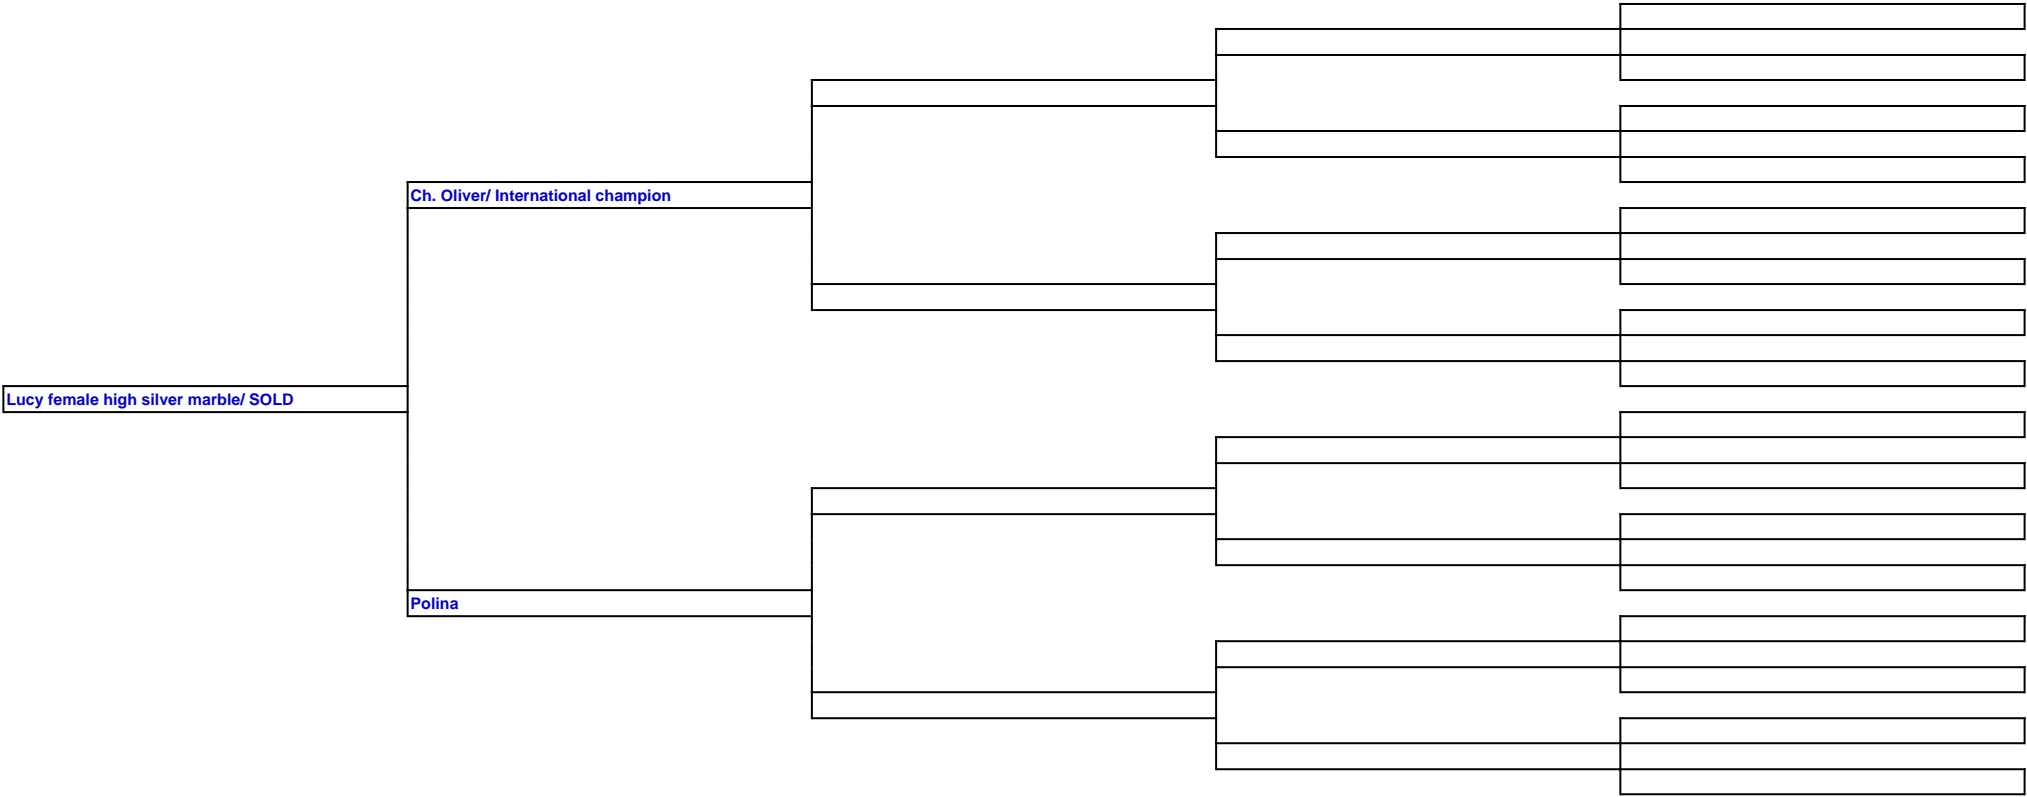 Ch. Oliver/ International champion
Lucy female high silver marble/ SOLD
Polina